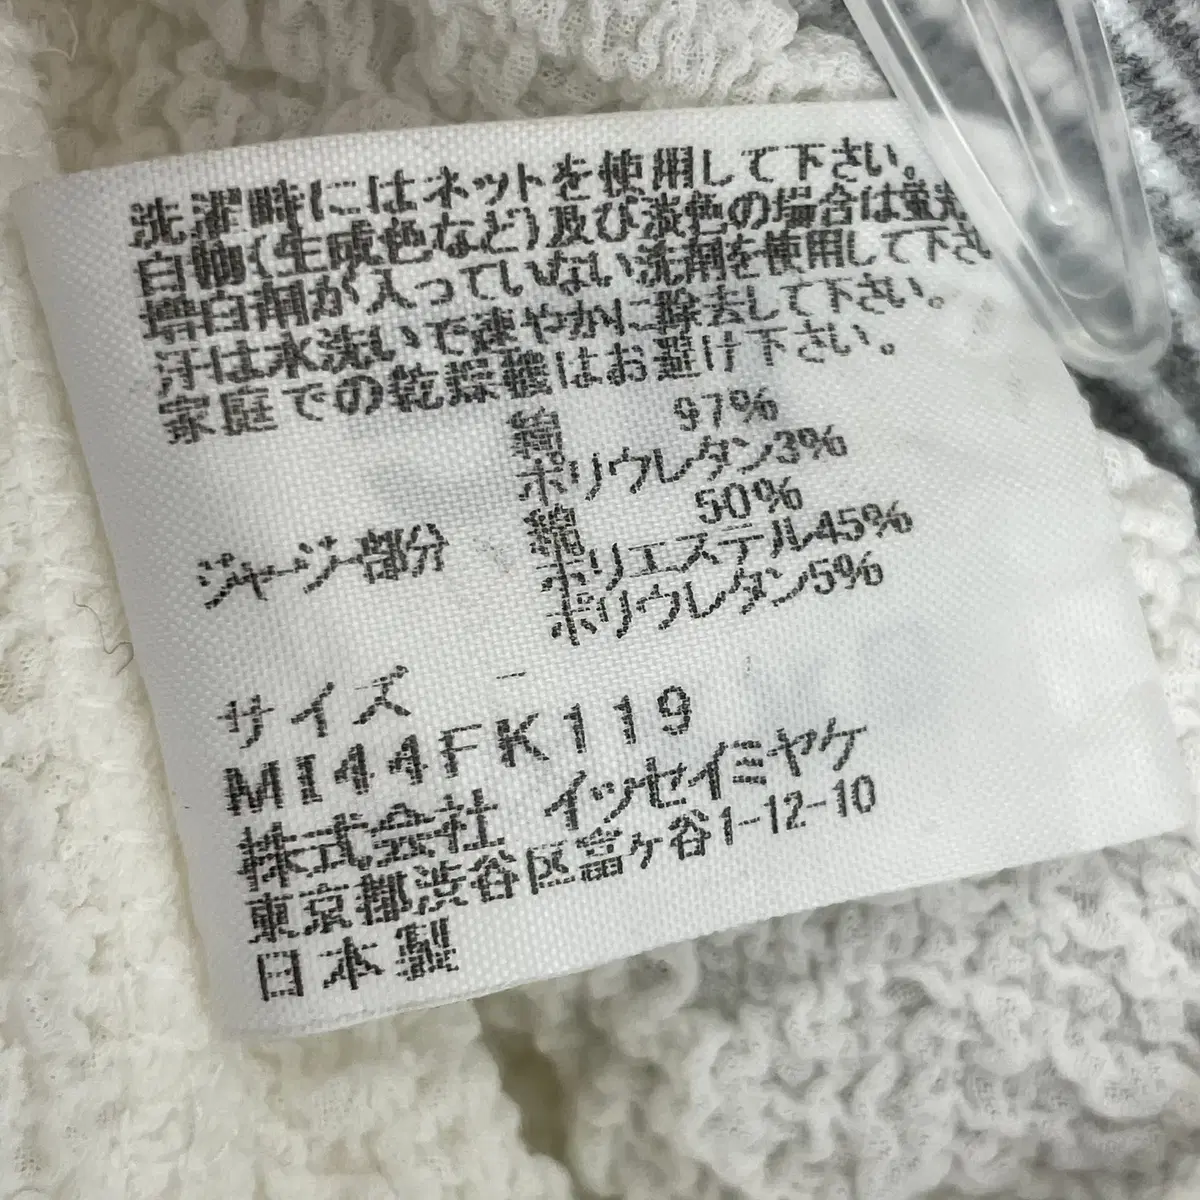 洗濯時にはネットを使用して下さい。
白物(生成色など)及び淡色の場合は蛍光
増白剤が入っていない洗剤を使用して下さ
汗は水洗いで速やかに除去して下さい。
家庭での乾燥機はお避け下さい。
綿 97%
ポリウレタン3%
ジャージー部分 綿 50%
ポリエステル45%
ポリウレタン5%
サイズ －
MI44FK119
株式会社 イッセイミヤケ
東京都渋谷区富ヶ谷1-12-10
日本製